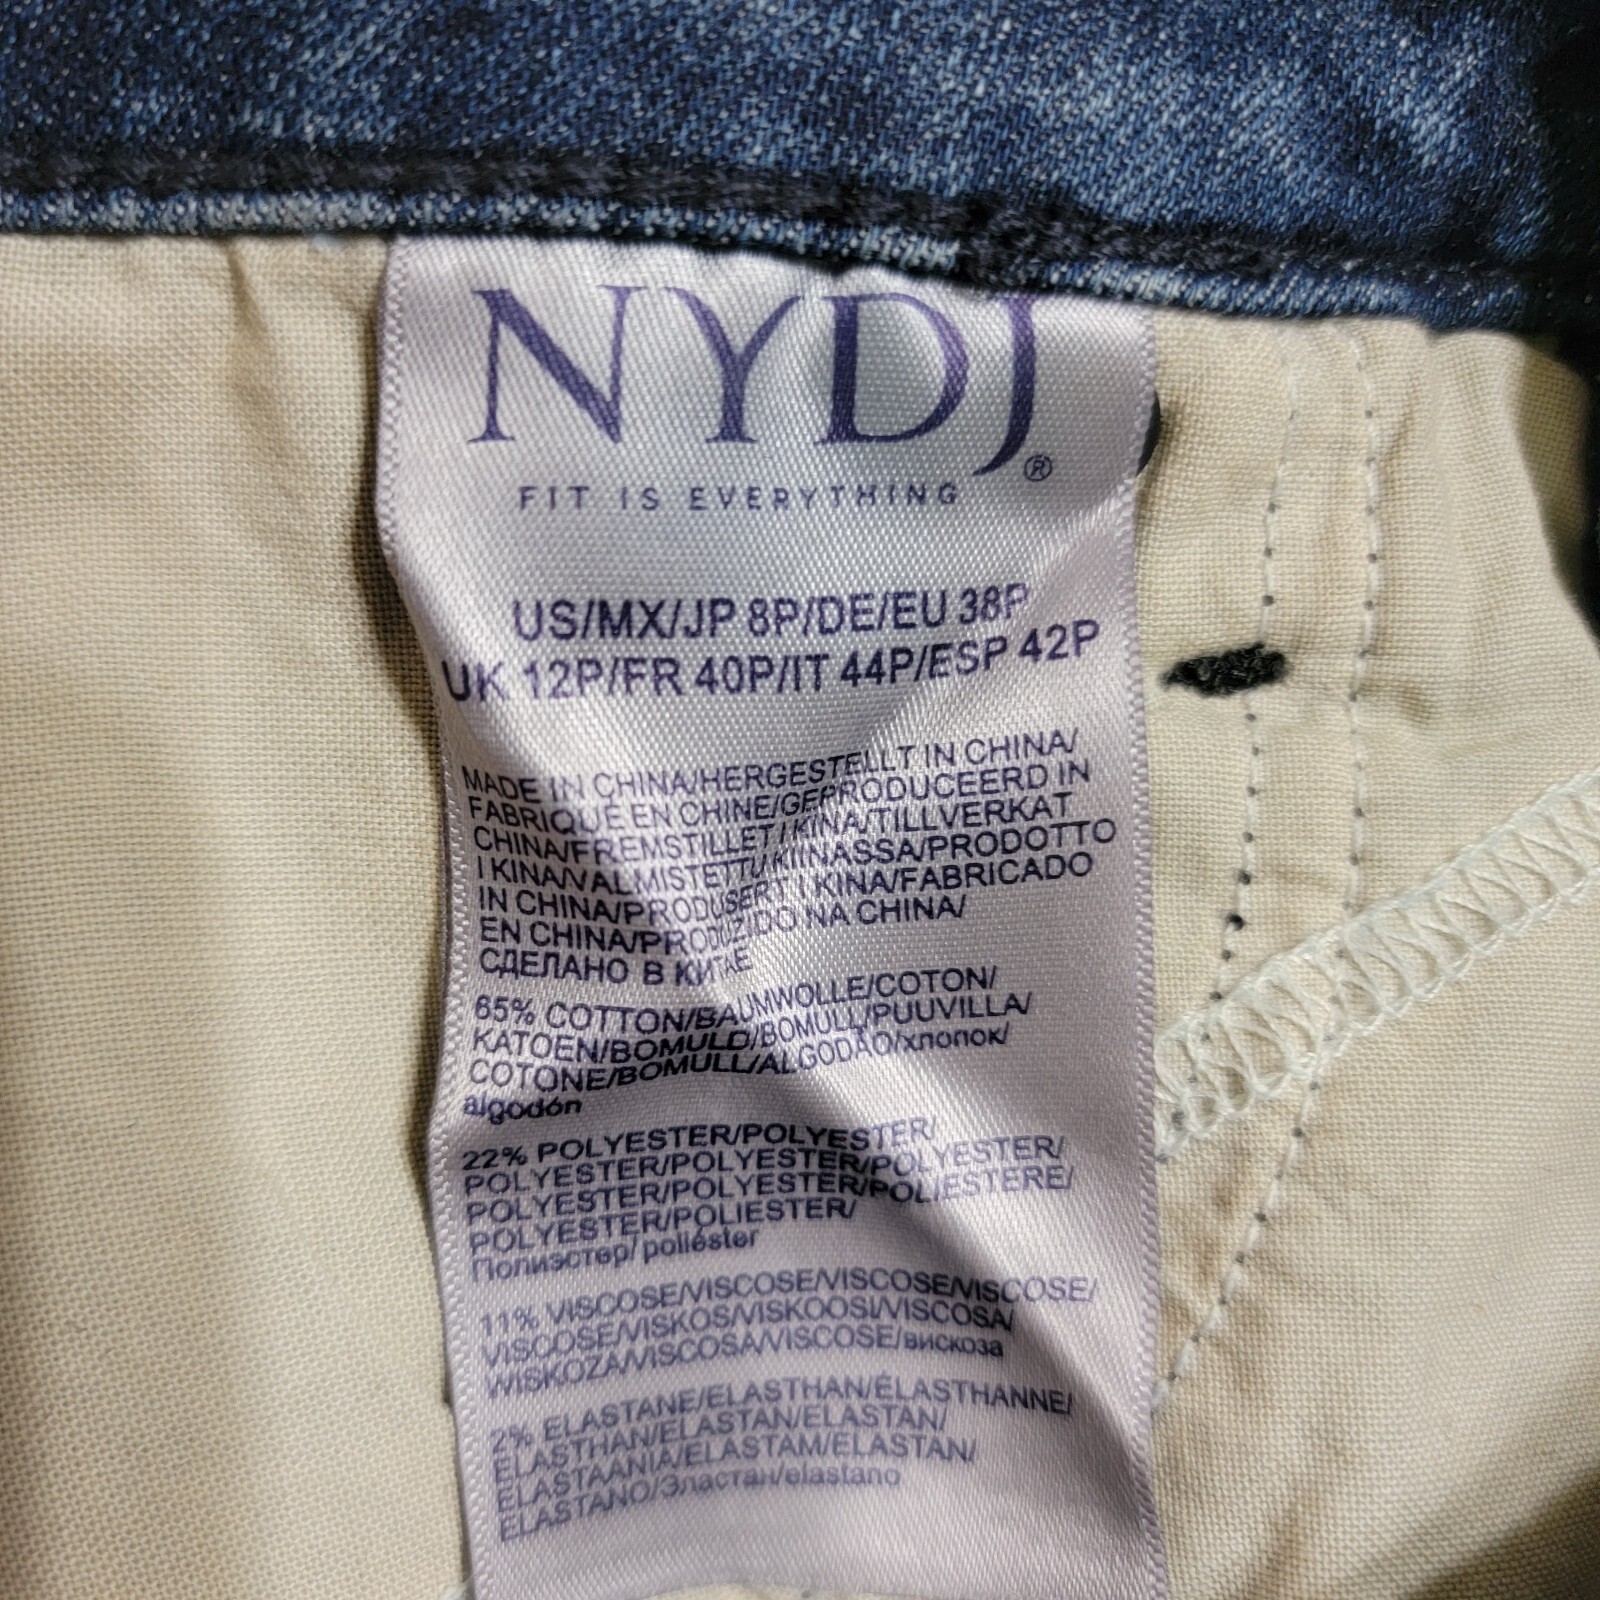 NYDJ®
FIT IS EVERYTHING
US/MX/JP 8P/DE/EU 38P
UK 12P/FR 40P/IT 44P/ESP 42P
MADE IN CHINA/HERGESTELLT IN CHINA/
FABRIQUÉ EN CHINE/GEPRODUCEERD IN
CHINA/FREMSTILLET I KINA/TILLVERKAT
I KINA/VALMISTETTU KIINASSA/PRODOTTO
IN CHINA/PRODUSERT I KINA/FABRICADO
EN CHINA/PRODUZIDO NA CHINA/
СДЕЛАНО В КИТАЕ
65% COTTON/BAUMWOLLE/COTON/
KATOEN/BOMULD/BOMULL/PUUVILLA/
COTONE/BOMULL/ALGODÃO/хлопок/
algodón
22% POLYESTER/POLYESTER/
POLYESTER/POLYESTER/POLYESTER/
POLYESTER/POLYESTER/POLIESTERE/
POLYESTER/POLIESTER/
Полиэстер/poliéster
11% VISCOSE/VISCOSE/VISCOSE/VISCOSE/
VISCOSE/VISKOS/VISKOOSI/VISCOSA/
WISKOZA/VISCOSA/VISCOSE/вискоза
2% ELASTANE/ELASTHAN/ÉLASTHANNE/
ELASTHAN/ELASTAN/ELASTAN/
ELASTAANIA/ELASTAM/ELASTAN/
ELASTANO/Эластан/elastano